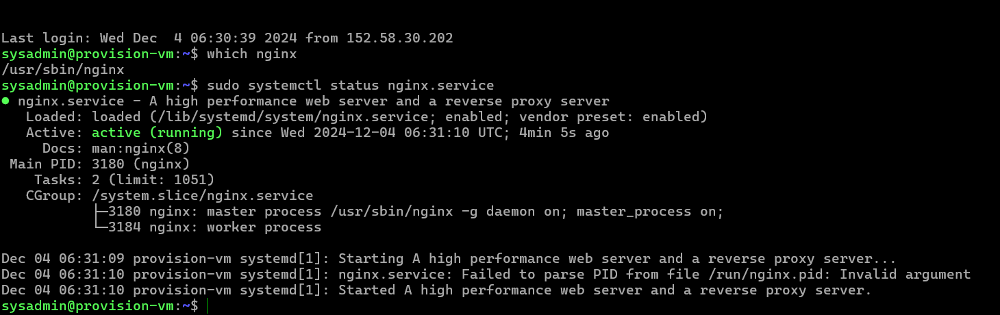 Last login: Wed Dec  4 06:30:39 2024 from 152.58.30.202
sysadmin@provision-vm:~$ which nginx
/usr/sbin/nginx
sysadmin@provision-vm:~$ sudo systemctl status nginx.service
● nginx.service - A high performance web server and a reverse proxy server
   Loaded: loaded (/lib/systemd/system/nginx.service; enabled; vendor preset: enabled)
   Active: active (running) since Wed 2024-12-04 06:31:10 UTC; 4min 5s ago
     Docs: man:nginx(8)
 Main PID: 3180 (nginx)
    Tasks: 2 (limit: 1051)
   CGroup: /system.slice/nginx.service
           ├─3180 nginx: master process /usr/sbin/nginx -g daemon on; master_process on;
           └─3184 nginx: worker process
Dec 04 06:31:09 provision-vm systemd[1]: Starting A high performance web server and a reverse proxy server...
Dec 04 06:31:10 provision-vm systemd[1]: nginx.service: Failed to parse PID from file /run/nginx.pid: Invalid argument
Dec 04 06:31:10 provision-vm systemd[1]: Started A high performance web server and a reverse proxy server.
sysadmin@provision-vm:~$